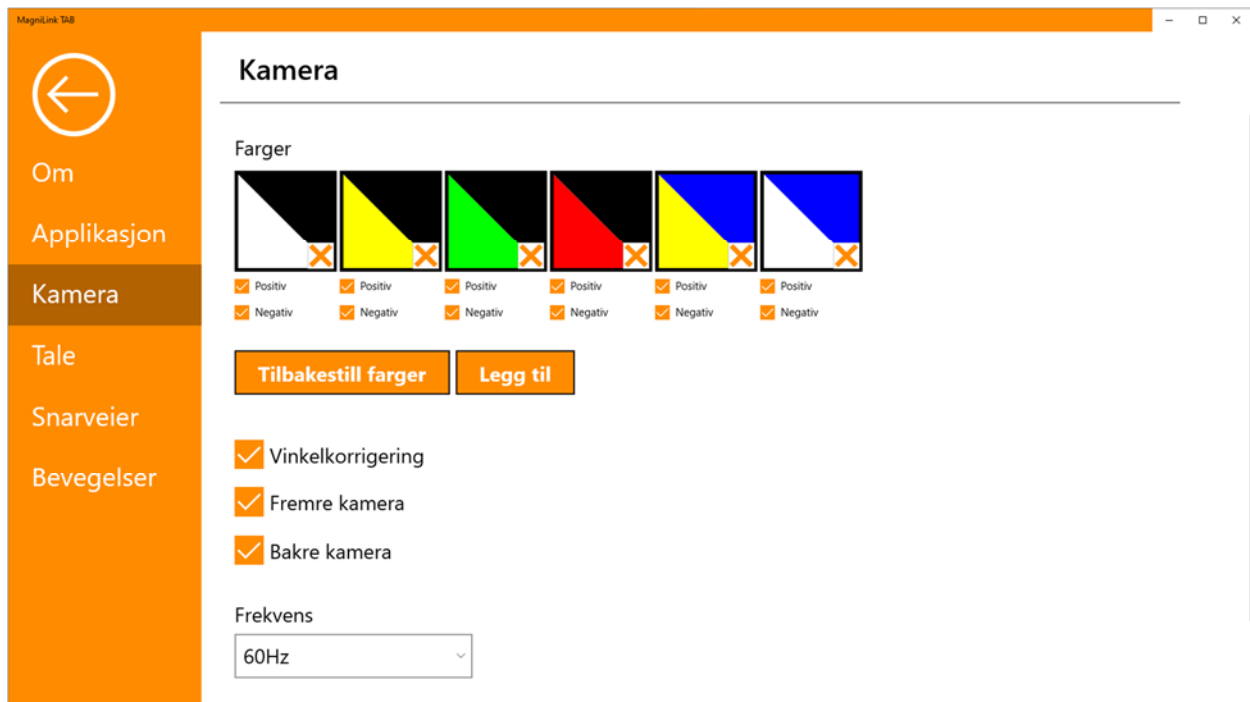 MagniLink TAB
Kamera
Om
Applikasjon
Kamera
Tale
Snarveier
Bevegelser
Farger
Positiv Positiv Positiv Positiv Positiv Positiv
Negativ Negativ Negativ Negativ Negativ Negativ
Tilbakestill farger Legg til
Vinkelkorrigering
Fremre kamera
Bakre kamera
Frekvens
60Hz